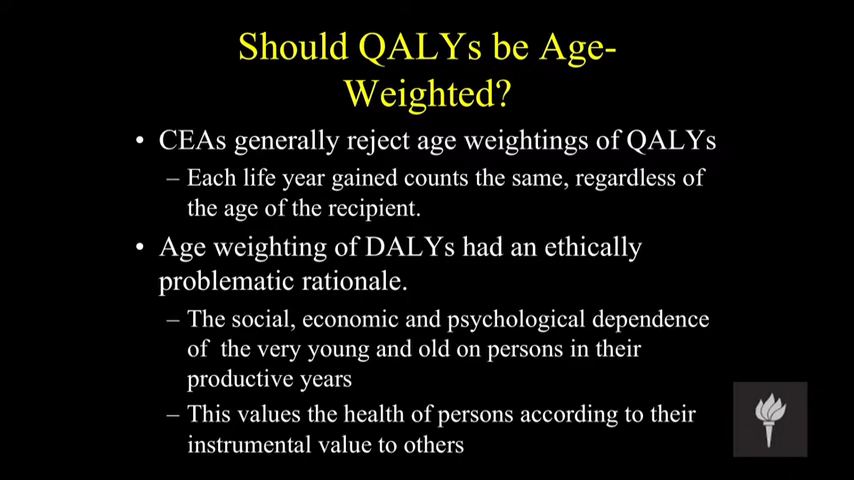 Should QALYs be Age-
Weighted?
• CEAs generally reject age weightings of QALYs
– Each life year gained counts the same, regardless of
the age of the recipient.
• Age weighting of DALYs had an ethically
problematic rationale.
– The social, economic and psychological dependence
of the very young and old on persons in their
productive years
– This values the health of persons according to their
instrumental value to others